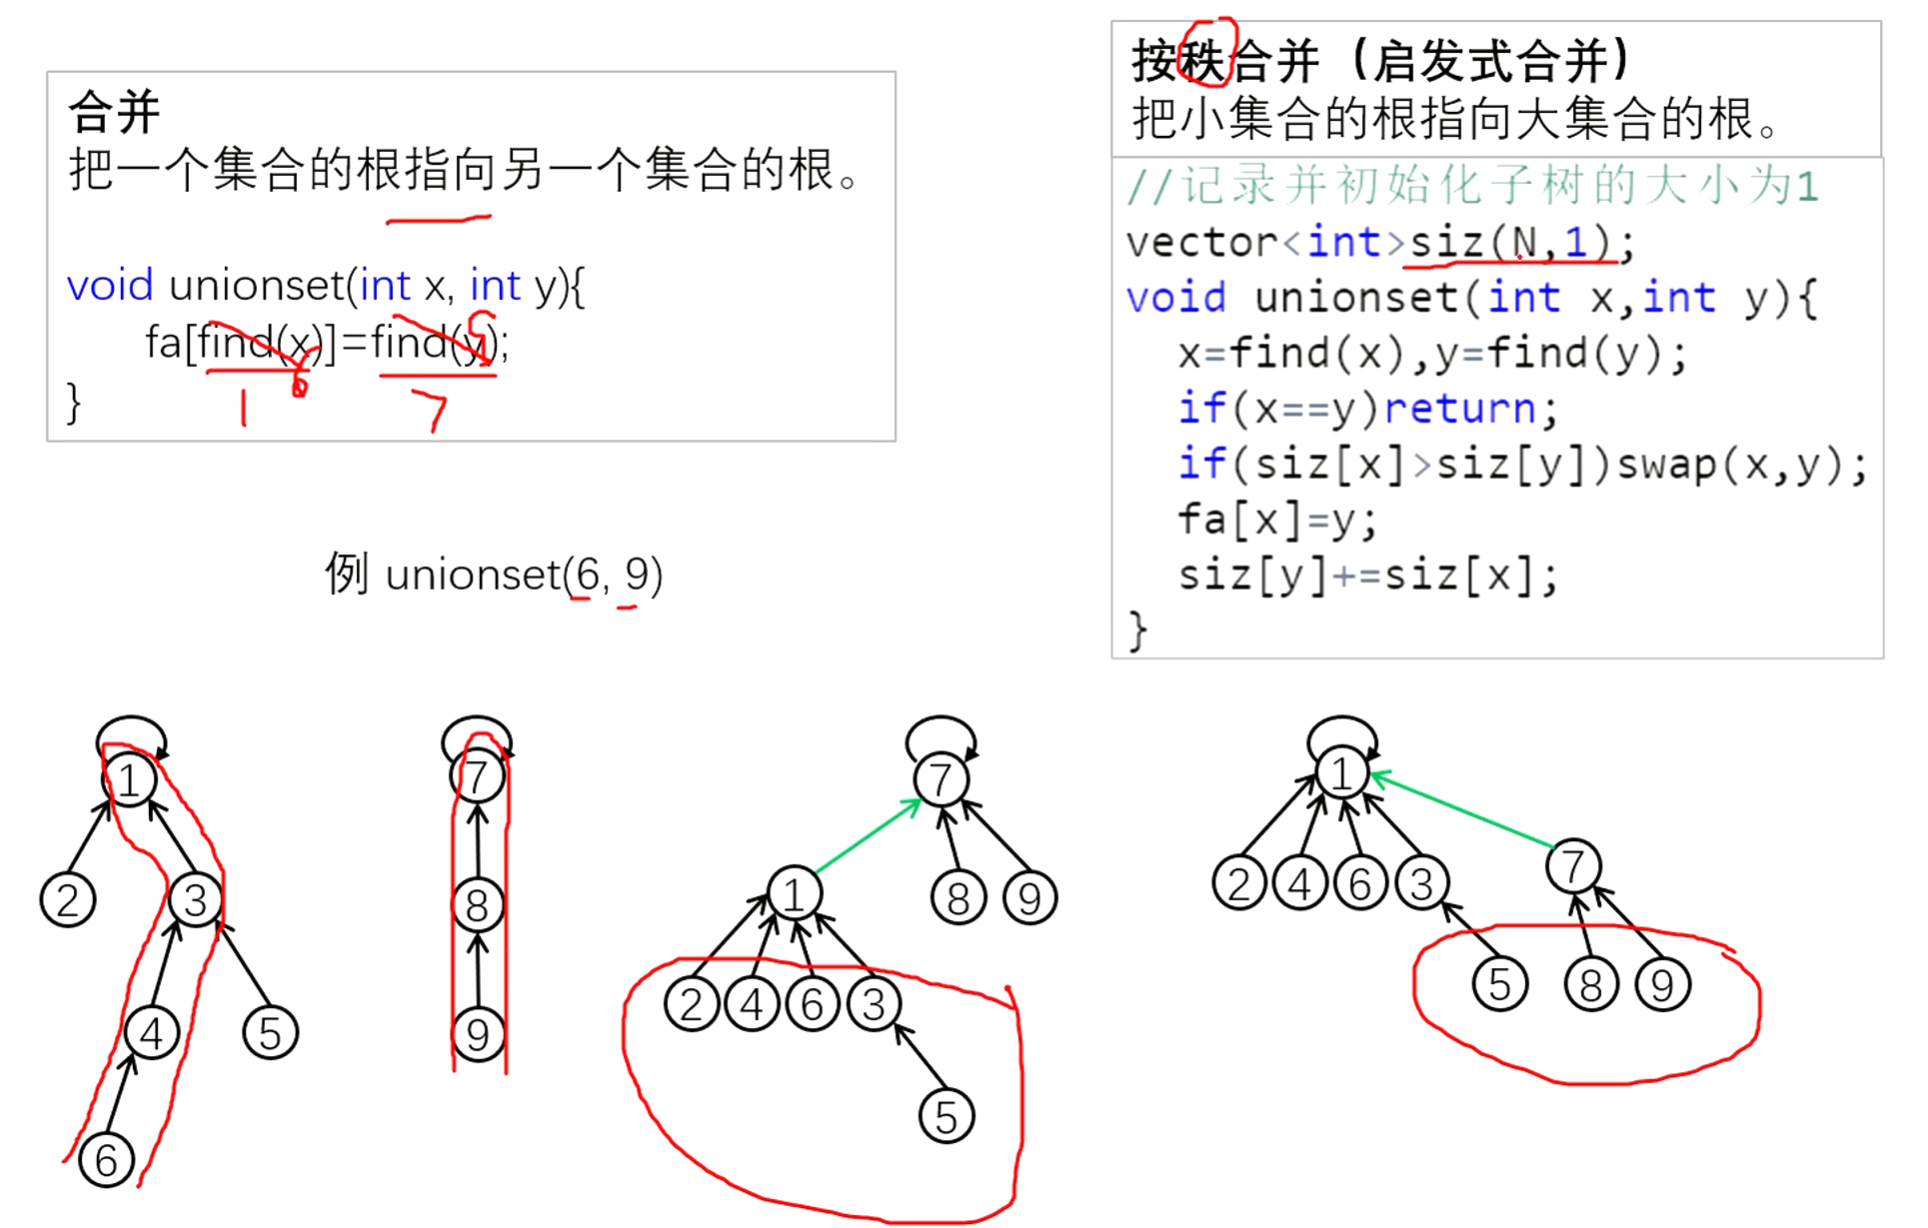 合并
把一个集合的根指向另一个集合的根。
void unionset(int x, int y){
fa[find(x)]=find(y);
}
6
9
1
7
按秩合并（启发式合并）
把小集合的根指向大集合的根。
//记录并初始化子树的大小为1
vector<int>siz(N,1);
void unionset(int x,int y){
x=find(x),y=find(y);
if(x==y)return;
if(siz[x]>siz[y])swap(x,y);
fa[x]=y;
siz[y]+=siz[x];
}
例 unionset(6, 9)
1
2
3
4
5
6
7
8
9
7
1
8
9
2
4
6
3
5
1
2
4
6
3
7
5
8
9